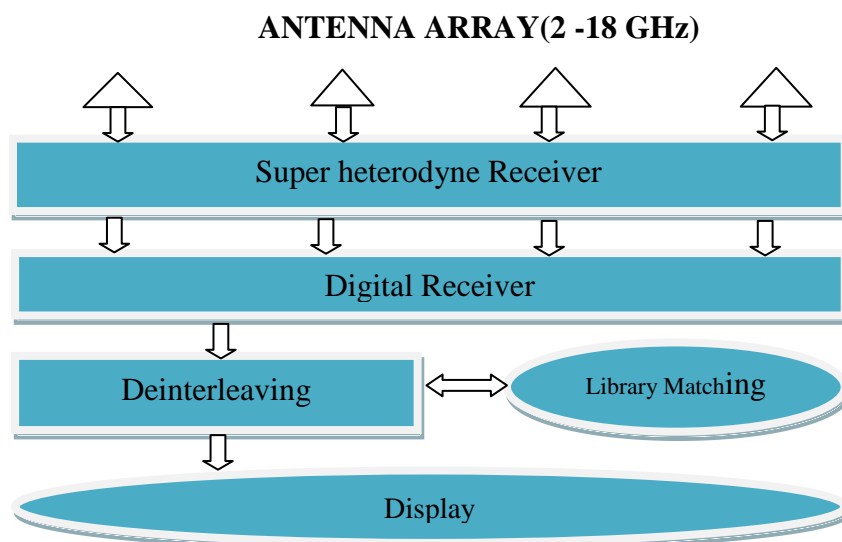 ANTENNA ARRAY(2 -18 GHz)
Super heterodyne Receiver
Digital Receiver
Deinterleaving
Library Matching
Display